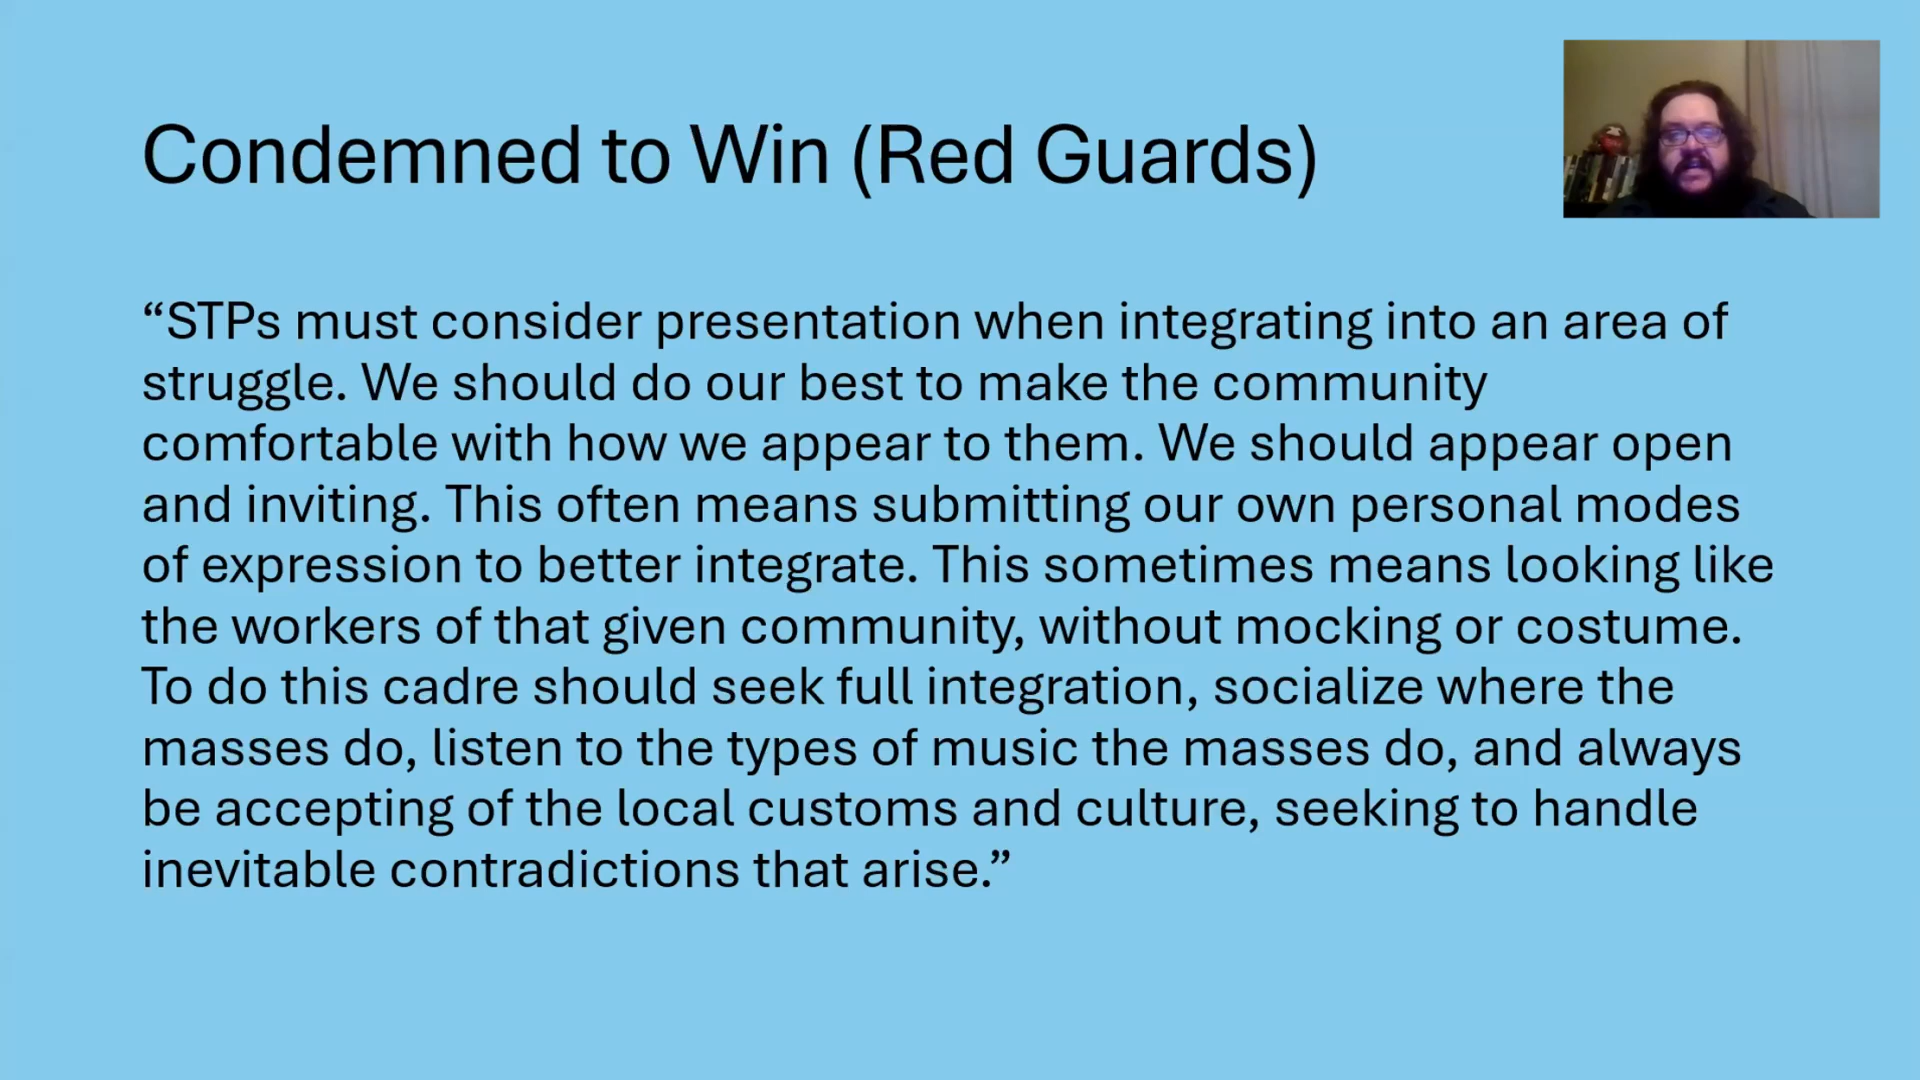 Condemned to Win (Red Guards)
“STPs must consider presentation when integrating into an area of
struggle. We should do our best to make the community
comfortable with how we appear to them. We should appear open
and inviting. This often means submitting our own personal modes
of expression to better integrate. This sometimes means looking like
the workers of that given community, without mocking or costume.
To do this cadre should seek full integration, socialize where the
masses do, listen to the types of music the masses do, and always
be accepting of the local customs and culture, seeking to handle
inevitable contradictions that arise.”